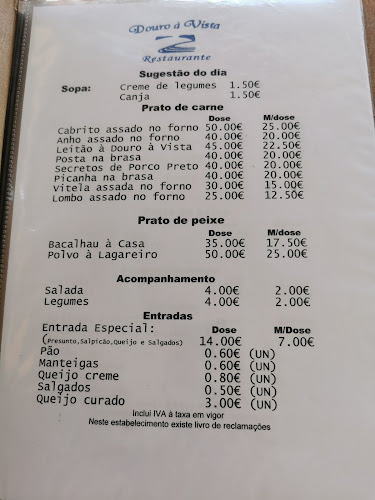 Douro à Vista
Restaurante
Sugestão do dia
Sopa: Creme de legumes 1.50€
Canja 1.50€
Prato de carne
Dose M/dose
Cabrito assado no forno 50.00€ 25.00€
Anho assado no forno 40.00€ 20.00€
Leitão à Douro à Vista 45.00€ 22.50€
Posta na brasa 40.00€ 20.00€
Secretos de Porco Preto 40.00€ 20.00€
Picanha na brasa 40.00€ 20.00€
Vitela assada no forno 30.00€ 15.00€
Lombo assado no forno 25.00€ 12.50€
Prato de peixe
Dose M/dose
Bacalhau à Casa 35.00€ 17.50€
Polvo à Lagareiro 50.00€ 25.00€
Acompanhamento
Salada 4.00€ 2.00€
Legumes 4.00€ 2.00€
Entradas
Entrada Especial: Dose M/Dose
(Presunto,Salpicão,Queijo e Salgados) 14.00€ 7.00€
Pão 0.60€ (UN)
Manteigas 0.60€ (UN)
Queijo creme 0.80€ (UN)
Salgados 0.50€ (UN)
Queijo curado 3.00€ (UN)
Inclui IVA à taxa em vigor
Neste estabelecimento existe livro de reclamações